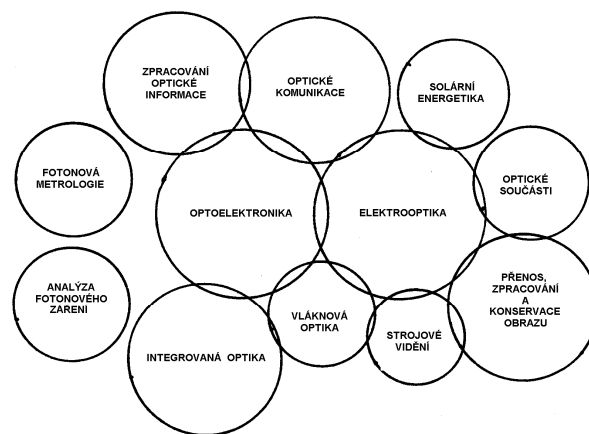 ZPRACOVÁNÍ
OPTICKÉ
INFORMACE
OPTICKÉ
KOMUNIKACE
SOLÁRNÍ
ENERGETIKA
FOTONOVÁ
METROLOGIE
OPTICKÉ
SOUČÁSTI
OPTOELEKTRONIKA
ELEKTROOPTIKA
ANALÝZA
FOTONOVÉHO
ZARENI
PŘENOS,
ZPRACOVÁNÍ
A
KONSERVACE
OBRAZU
VLÁKNOVÁ
OPTIKA
STROJOVÉ
VIDĚNÍ
INTEGROVANÁ OPTIKA